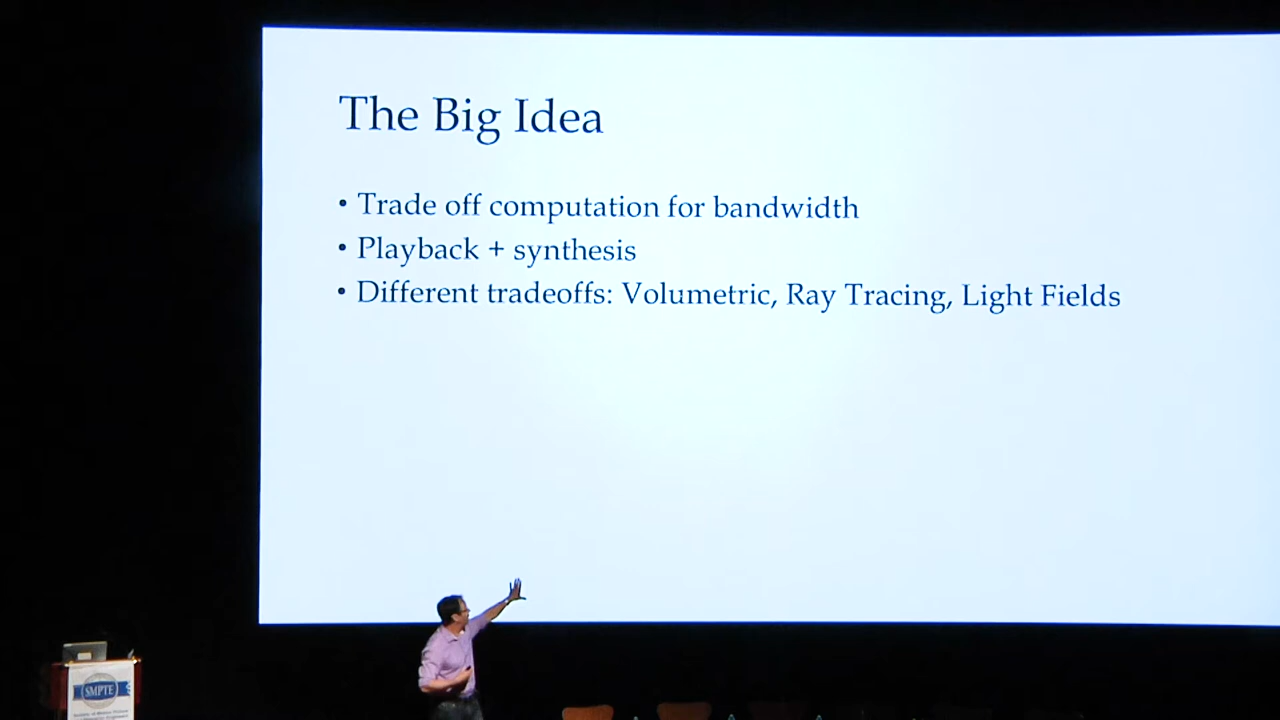 The Big Idea
• Trade off computation for bandwidth
• Playback + synthesis
• Different tradeoffs: Volumetric, Ray Tracing, Light Fields
SMPTE